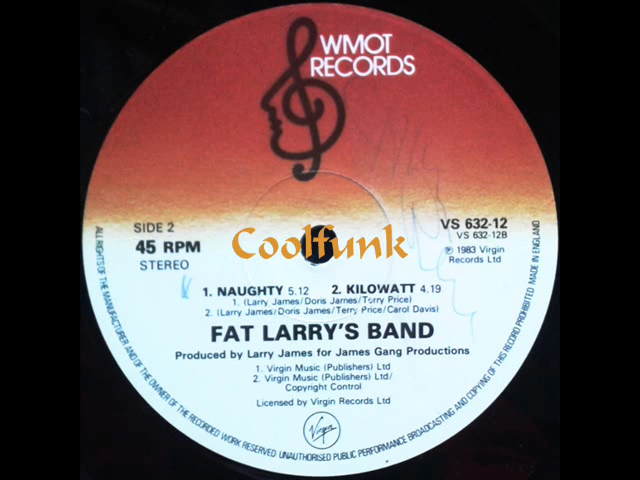 WMOT
RECORDS
SIDE 2
45 RPM
STEREO
VS 632-12
VS 632-12B
℗ 1983 Virgin
Records Ltd
Coolfunk
1. NAUGHTY 5.12 2. KILOWATT 4.19
1. (Larry James/Doris James/Torry Price)
2. (Larry James/Doris James/Terry Price/Carol Davis)
FAT LARRY'S BAND
Produced by Larry James for James Gang Productions
1. Virgin Music (Publishers) Ltd
2. Virgin Music (Publishers) Ltd/
Copyright Control
Licensed by Virgin Records Ltd
Virgin
ALL RIGHTS OF THE MANUFACTURER AND OF THE OWNER OF THE RECORDED WORK RESERVED UNAUTHORISED PUBLIC PERFORMANCE BROADCASTING AND COPYING OF THIS RECORD PROHIBITED MADE IN ENGLAND